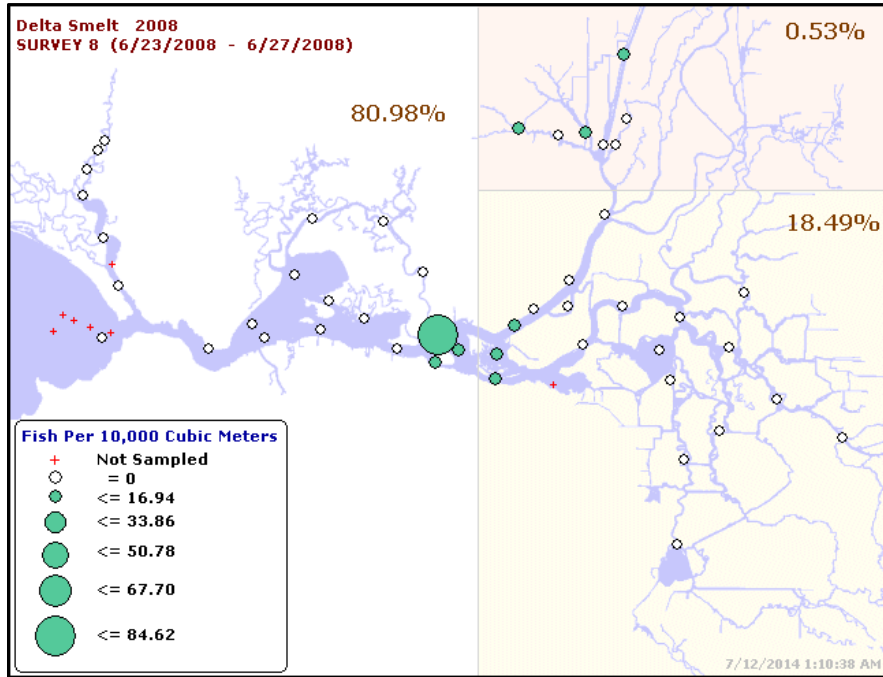 Delta Smelt 2008
SURVEY 8 (6/23/2008 - 6/27/2008)
0.53%
80.98%
18.49%
Fish Per 10,000 Cubic Meters
Not Sampled
= 0
<= 16.94
<= 33.86
<= 50.78
<= 67.70
<= 84.62
7/12/2014 1:10:38 AM